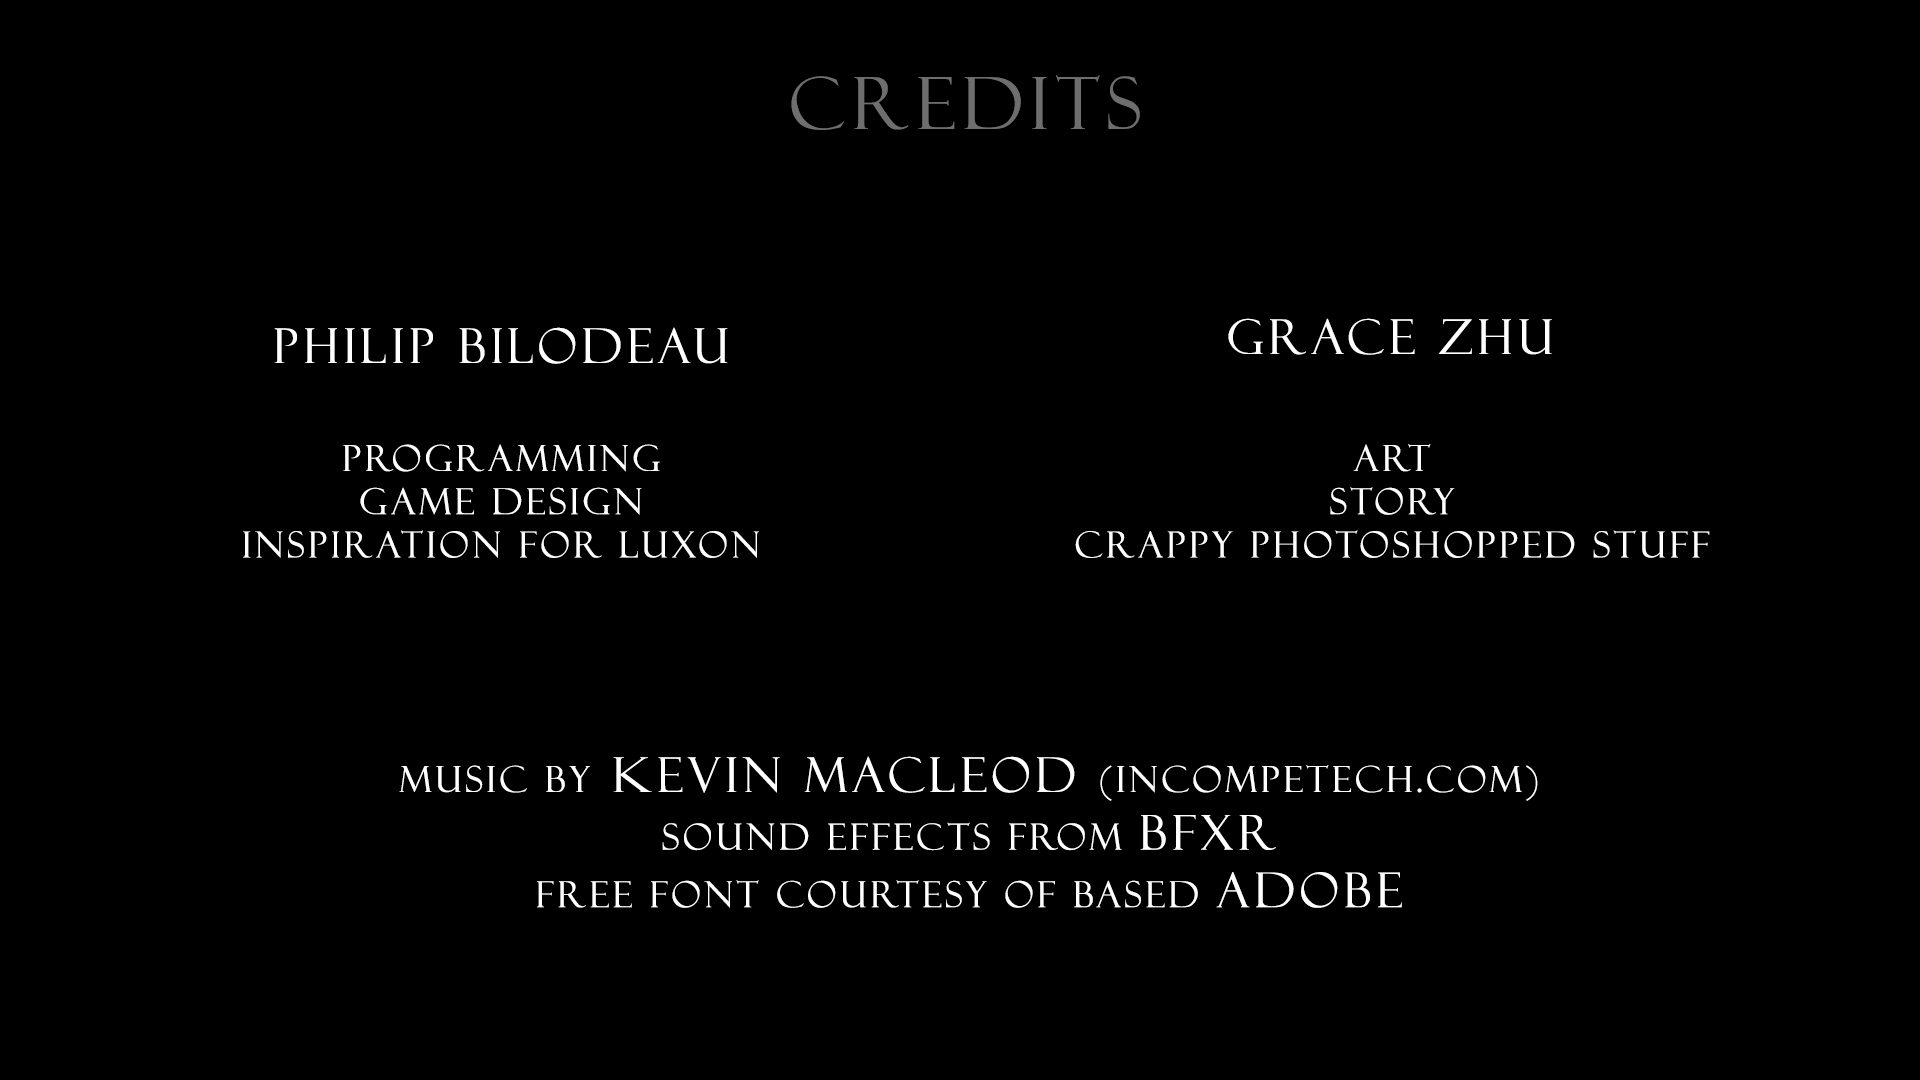 CREDITS
PHILIP BILODEAU
PROGRAMMING
GAME DESIGN
INSPIRATION FOR LUXON
GRACE ZHU
ART
STORY
CRAPPY PHOTOSHOPPED STUFF
MUSIC BY KEVIN MACLEOD (INCOMPETECH.COM)
SOUND EFFECTS FROM BFXR
FREE FONT COURTESY OF BASED ADOBE